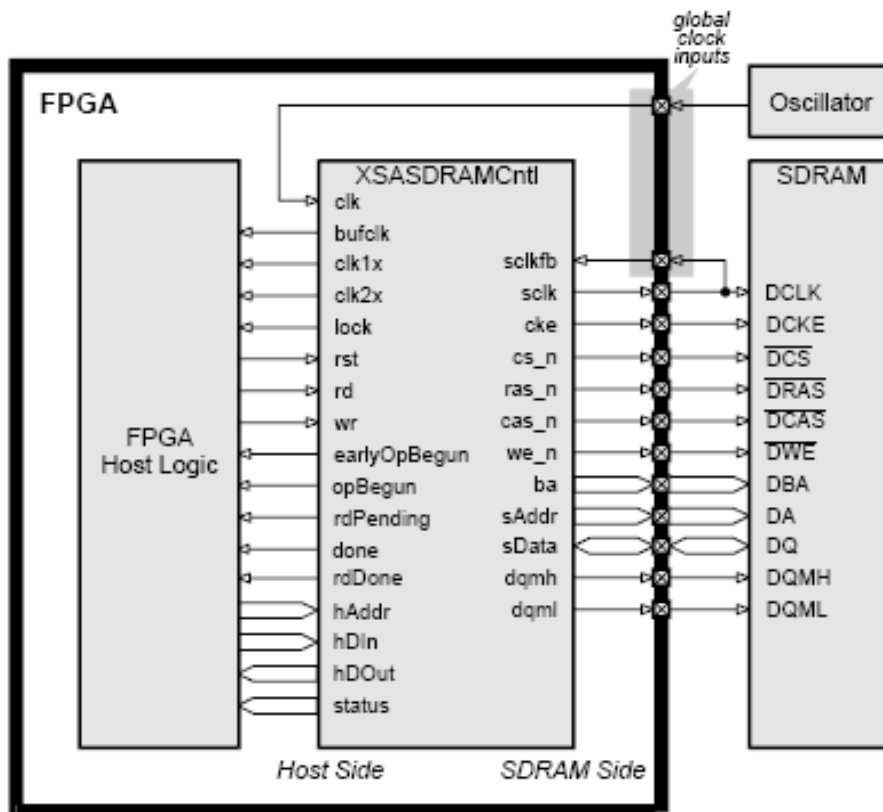 global
clock
inputs
FPGA
Oscillator
XSASDRAMCntl
SDRAM
clk
bufclk
clk1x
sclkfb
clk2x
sclk
DCLK
lock
cke
DCKE
rst
cs_n
DCS
rd
ras_n
DRAS
wr
cas_n
DCAS
FPGA
Host Logic
earlyOpBegun
we_n
DWE
opBegun
ba
DBA
rdPending
sAddr
DA
done
sData
DQ
rdDone
dqmh
DQMH
hAddr
dqml
DQML
hDIn
hDOut
status
Host Side
SDRAM Side